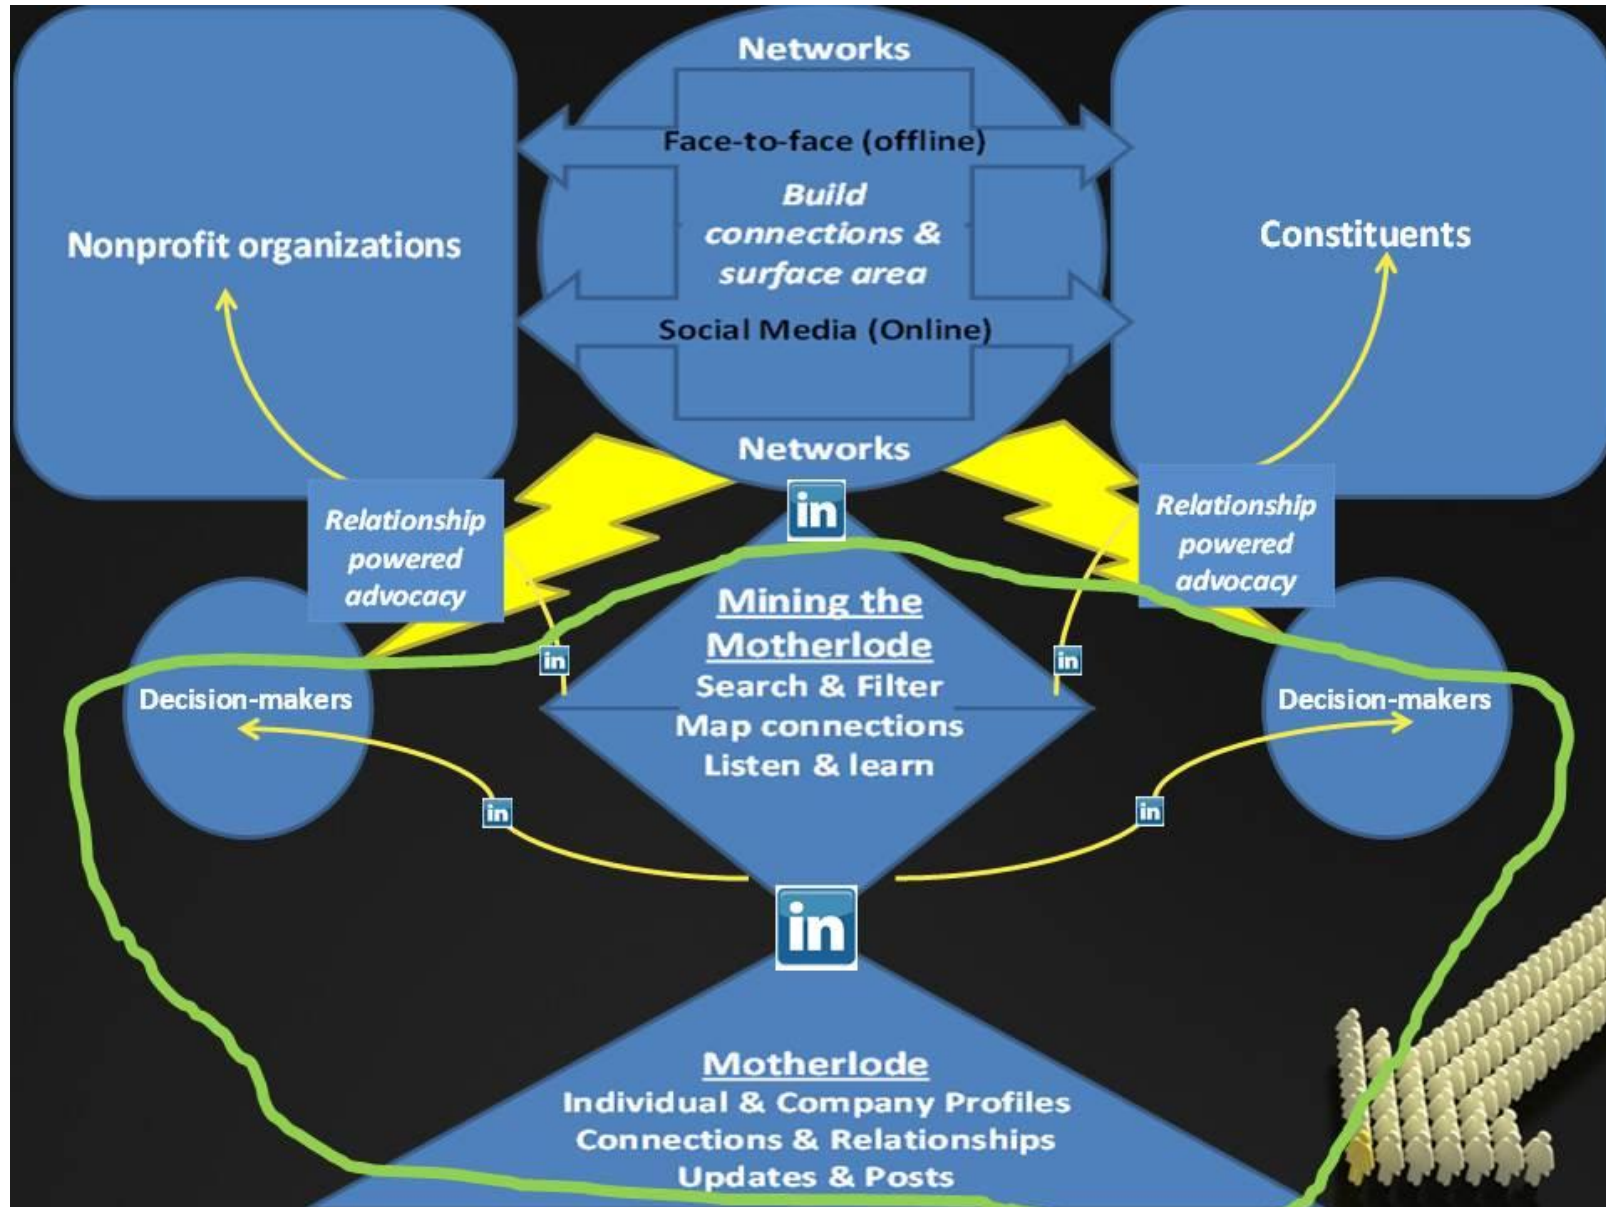 Networks
Face-to-face (offline)
Build
connections &
surface area
Social Media (Online)
Networks
Nonprofit organizations
Constituents
Relationship
powered
advocacy
Relationship
powered
advocacy
in
Mining the
Motherlode
Search & Filter
Map connections
Listen & learn
in
in
Decision-makers
Decision-makers
in
in
in
Motherlode
Individual & Company Profiles
Connections & Relationships
Updates & Posts